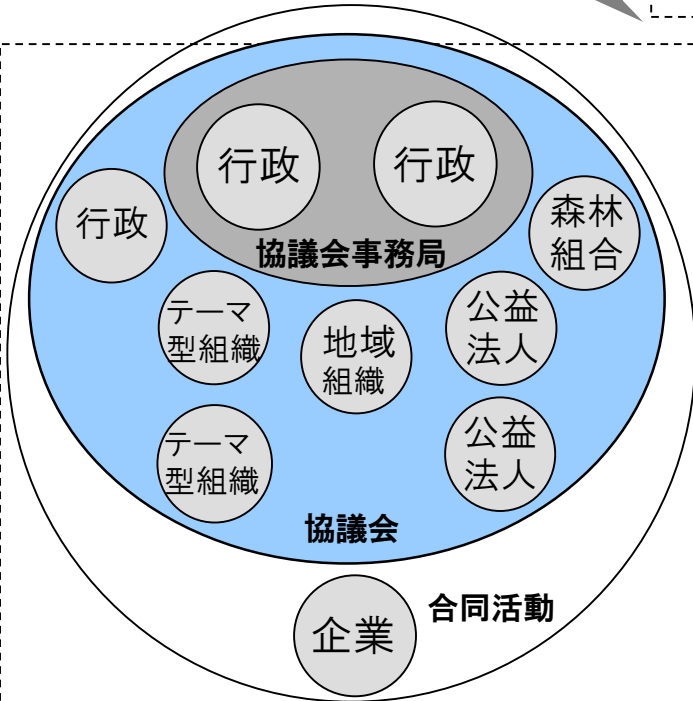 行政
行政
協議会事務局
行政
森林
組合
テーマ
型組織
地域
組織
公益
法人
テーマ
型組織
公益
法人
協議会
合同活動
企業